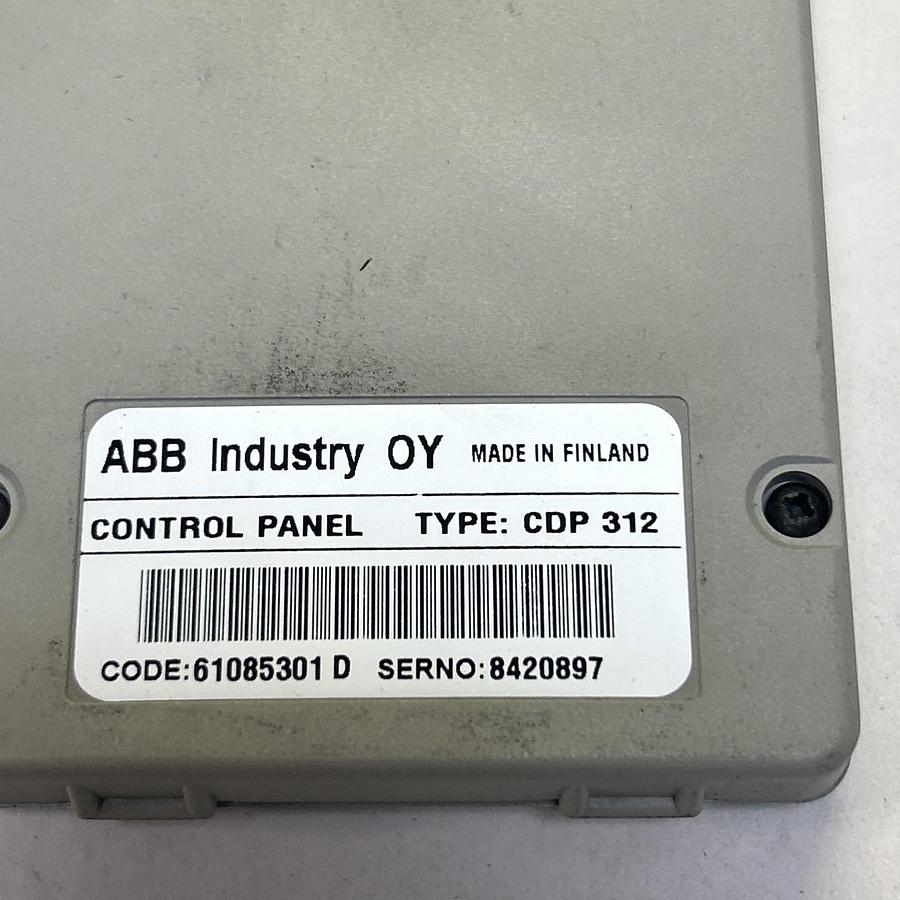 ABB Industry OY MADE IN FINLAND
CONTROL PANEL TYPE: CDP 312
CODE:61085301 D SERNO:8420897